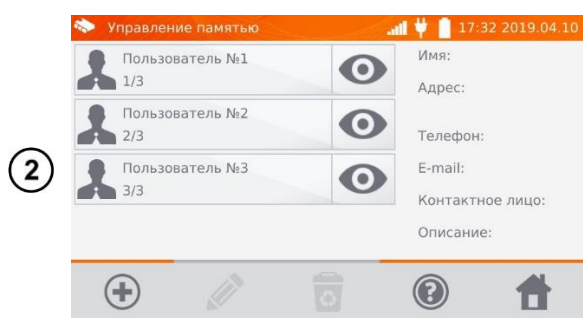 Управление памятью 17:32 2019.04.10
Пользователь №1
1/3
Пользователь №2
2/3
Пользователь №3
3/3
Имя:
Адрес:
Телефон:
E-mail:
Контактное лицо:
Описание:
2